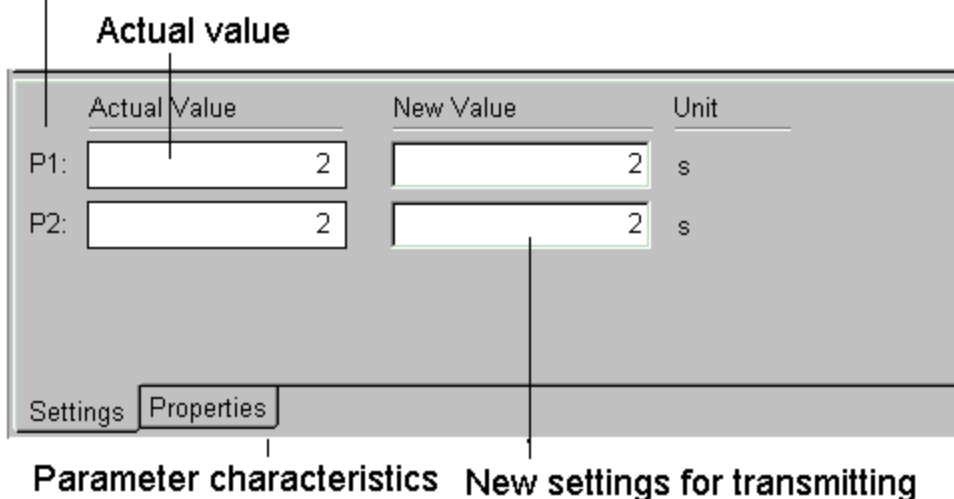 Actual value
Actual Value New Value Unit
P1: 2 2 s
P2: 2 2 s
Settings Properties
Parameter characteristics New settings for transmitting